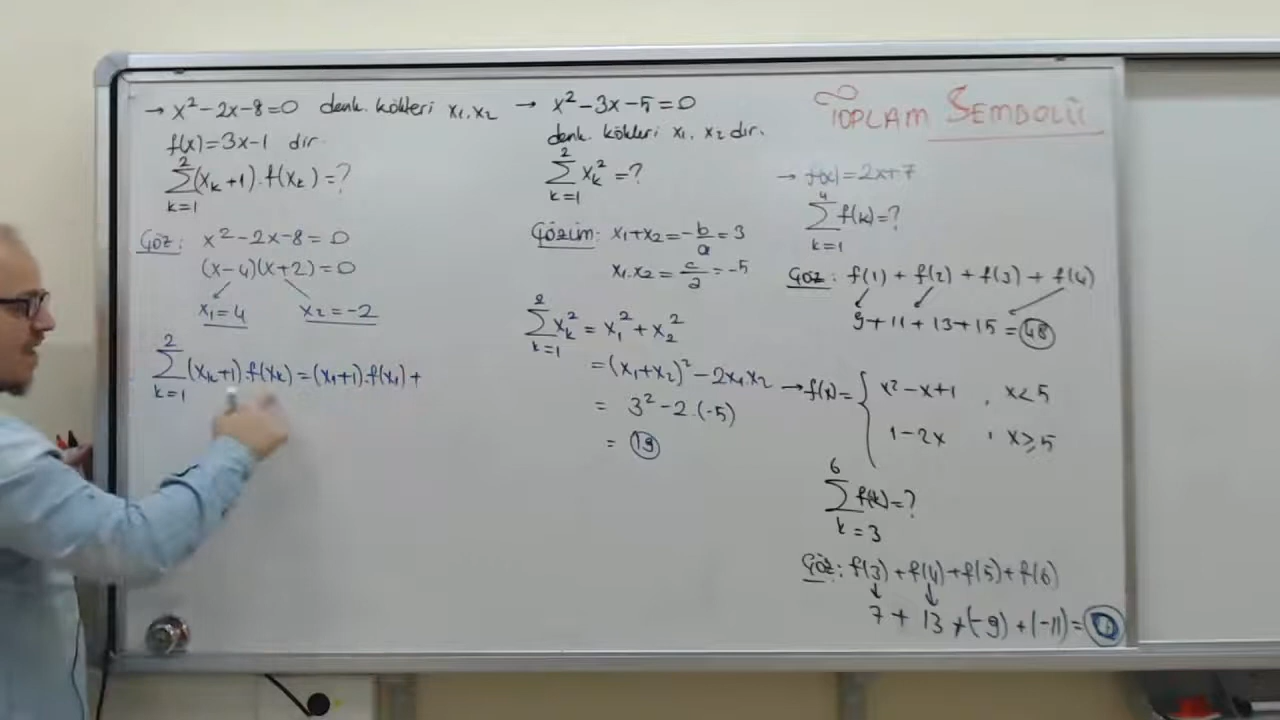 → x²-2x-8=0 denk. kökleri x₁,x₂
f(x)=3x-1 dir.
2
∑(xₖ+1).f(xₖ)=?
k=1
Göz: x²-2x-8=0
(x-4)(x+2)=0
x₁=4 x₂=-2
2
∑(xₖ+1).f(xₖ)=(x₁+1).f(x₁)+
k=1
→ x²-3x-5=0
denk. kökleri x₁, x₂ dir.
2
∑xₖ²=?
k=1
Çözüm: x₁+x₂=-b/a=3
x₁.x₂=c/a=-5
2
∑xₖ²=x₁²+x₂²
k=1
=(x₁+x₂)²-2x₁.x₂
= 3²-2.(-5)
= 19
TOPLAM SEMBOLÜ
→ f(x)=2x+7
4
∑f(k)=?
k=1
Göz: f(1)+f(2)+f(3)+f(4)
9+11+13+15=48
→ f(x)={ x²-x+1 , x<5
1-2x , x≥5
6
∑f(k)=?
k=3
Çöz: f(3)+f(4)+f(5)+f(6)
7+13+(-9)+(-11)=0